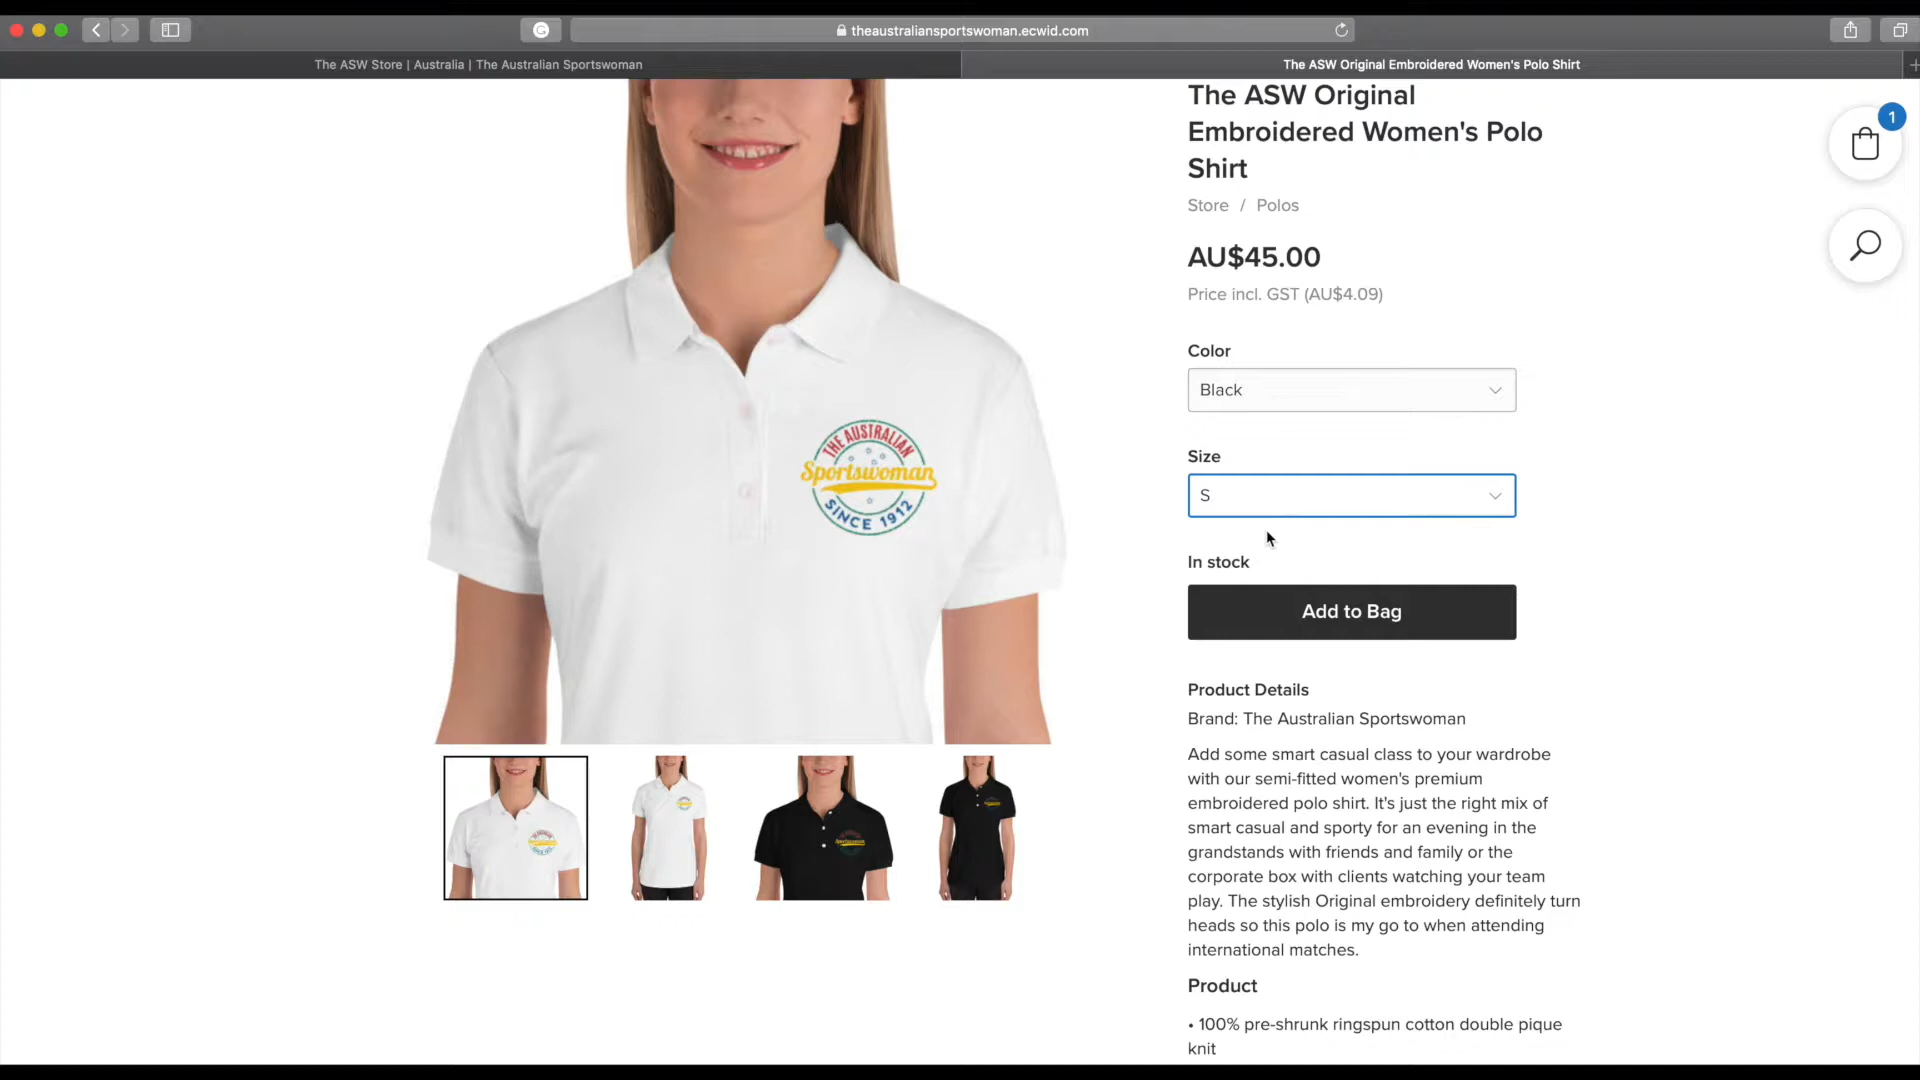 theaustraliansportswoman.ecwid.com
The ASW Store | Australia | The Australian Sportswoman
The ASW Original Embroidered Women's Polo Shirt
The ASW Original
Embroidered Women's Polo
Shirt
1
Store / Polos
AU$45.00
Price incl. GST (AU$4.09)
Color
Black
Size
S
In stock
Add to Bag
THE AUSTRALIAN
Sportswoman
SINCE 1912
Product Details
Brand: The Australian Sportswoman
Add some smart casual class to your wardrobe
with our semi-fitted women's premium
embroidered polo shirt. It's just the right mix of
smart casual and sporty for an evening in the
grandstands with friends and family or the
corporate box with clients watching your team
play. The stylish Original embroidery definitely turn
heads so this polo is my go to when attending
international matches.
Product
• 100% pre-shrunk ringspun cotton double pique
knit